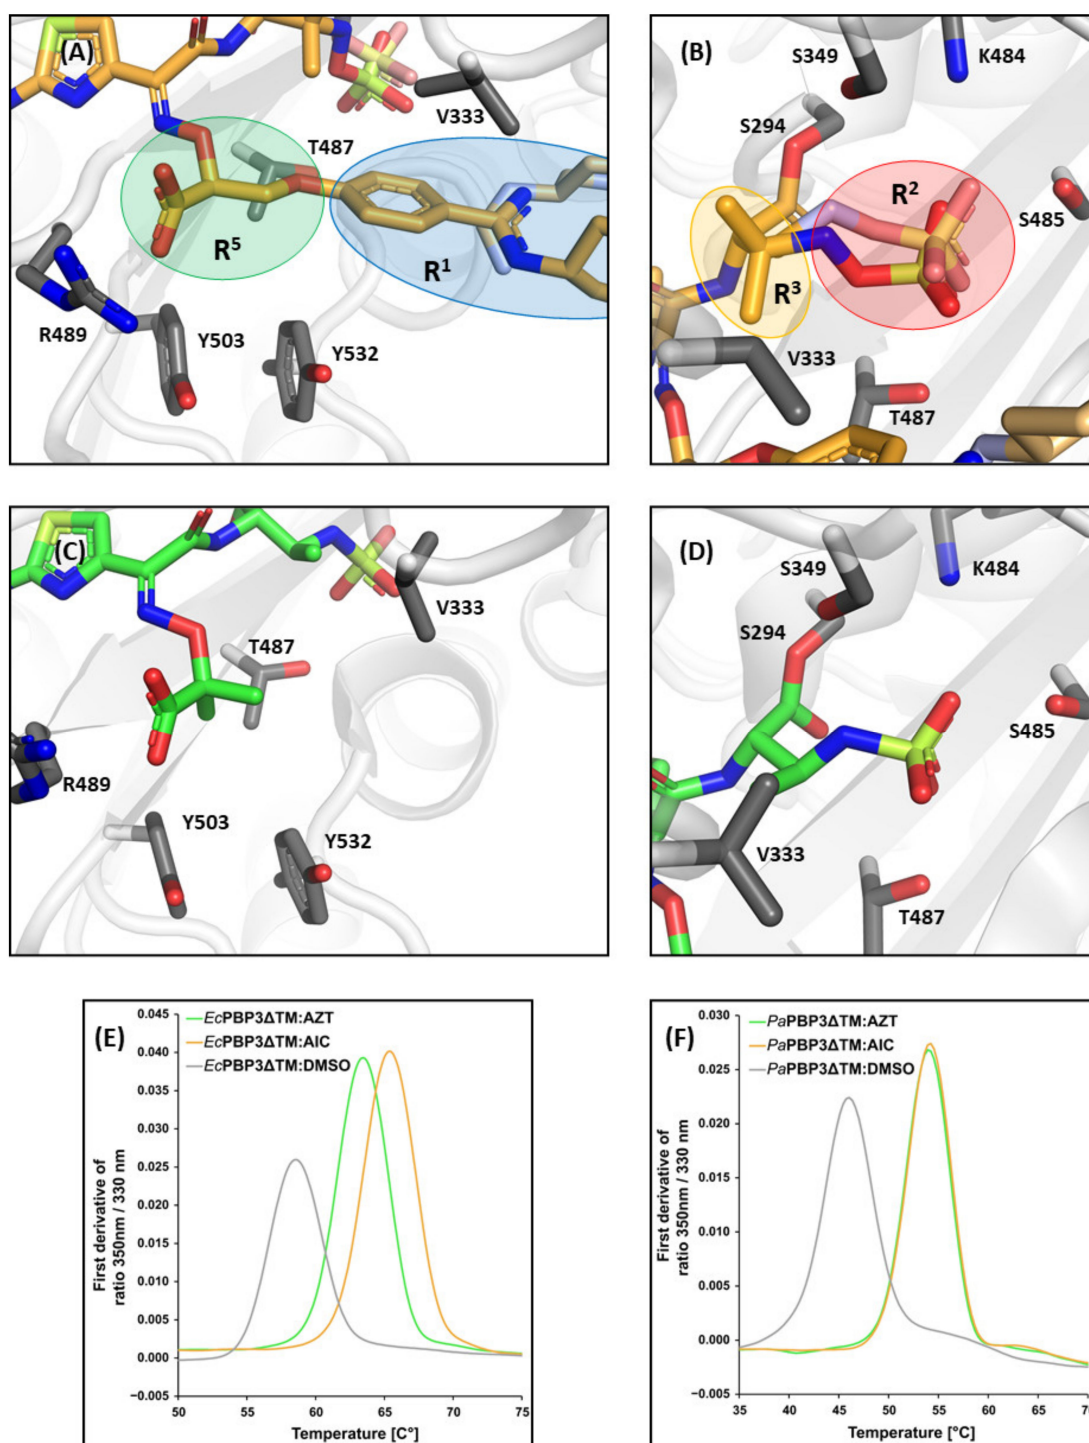 (A)
V333
T487
R⁵
R¹
R489
Y503
Y532
(B)
S349
K484
S294
R²
S485
R³
V333
T487
(C)
V333
T487
R489
Y503
Y532
(D)
S349
K484
S294
S485
V333
T487
(E)
EcPBP3ΔTM:AZT
EcPBP3ΔTM:AIC
EcPBP3ΔTM:DMSO
First derivative of
ratio 350nm / 330 nm
0.045
0.040
0.035
0.030
0.025
0.020
0.015
0.010
0.005
0.000
−0.005
50 55 60 65 70 75
Temperature [C°]
(F)
PaPBP3ΔTM:AZT
PaPBP3ΔTM:AIC
PaPBP3ΔTM:DMSO
First derivative of
ratio 350nm / 330 nm
0.030
0.025
0.020
0.015
0.010
0.005
0.000
−0.005
35 40 45 50 55 60 65
Temperature [°C]